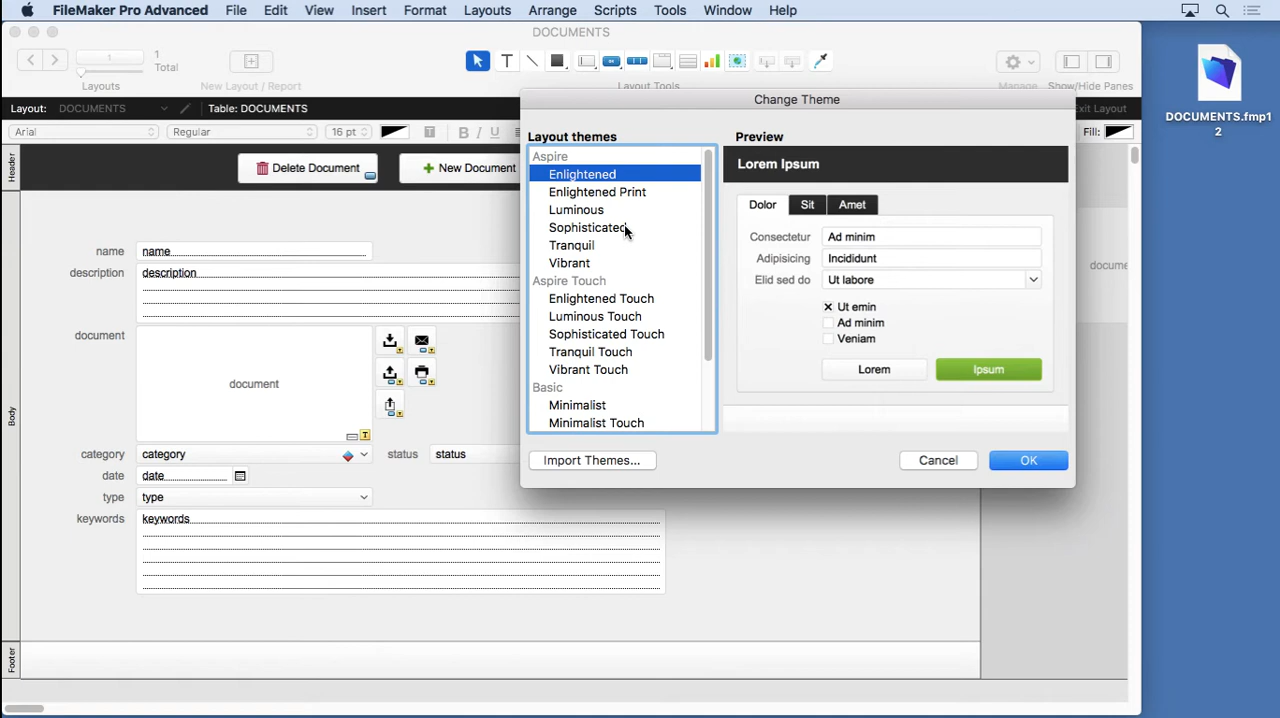 FileMaker Pro Advanced File Edit View Insert Format Layouts Arrange Scripts Tools Window Help
DOCUMENTS
1
1
Total
Layouts
New Layout / Report
Layout Tools
Manage
Show/Hide Panes
Layout: DOCUMENTS
Table: DOCUMENTS
Exit Layout
Arial
Regular
16 pt
B I U
Fill:
Header
Delete Document
New Document
Body
name name
description description
document document
T
category category
status status
date date
type type
keywords keywords
Footer
docume
Change Theme
Layout themes
Aspire
Enlightened
Enlightened Print
Luminous
Sophisticated
Tranquil
Vibrant
Aspire Touch
Enlightened Touch
Luminous Touch
Sophisticated Touch
Tranquil Touch
Vibrant Touch
Basic
Minimalist
Minimalist Touch
Preview
Lorem Ipsum
Dolor Sit Amet
Consectetur Ad minim
Adipisicing Incididunt
Elid sed do Ut labore
Ut emin
Ad minim
Veniam
Lorem Ipsum
Import Themes...
Cancel OK
DOCUMENTS.fmp1
2